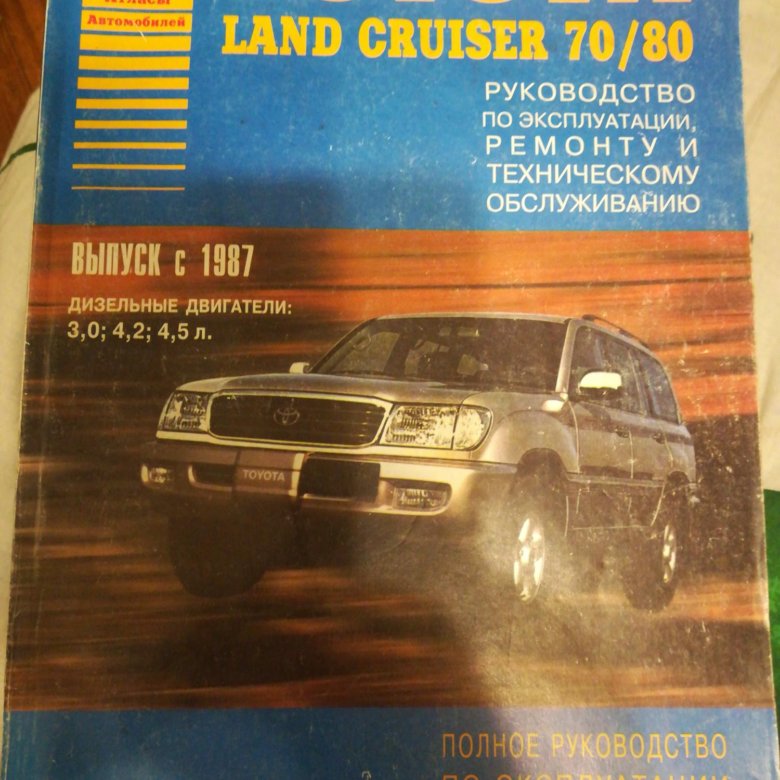 Атласы
Автомобилей
LAND CRUISER 70/80
РУКОВОДСТВО
ПО ЭКСПЛУАТАЦИИ,
РЕМОНТУ И
ТЕХНИЧЕСКОМУ
ОБСЛУЖИВАНИЮ
ВЫПУСК с 1987
ДИЗЕЛЬНЫЕ ДВИГАТЕЛИ:
3,0; 4,2; 4,5 л.
TOYOTA
ПОЛНОЕ РУКОВОДСТВО